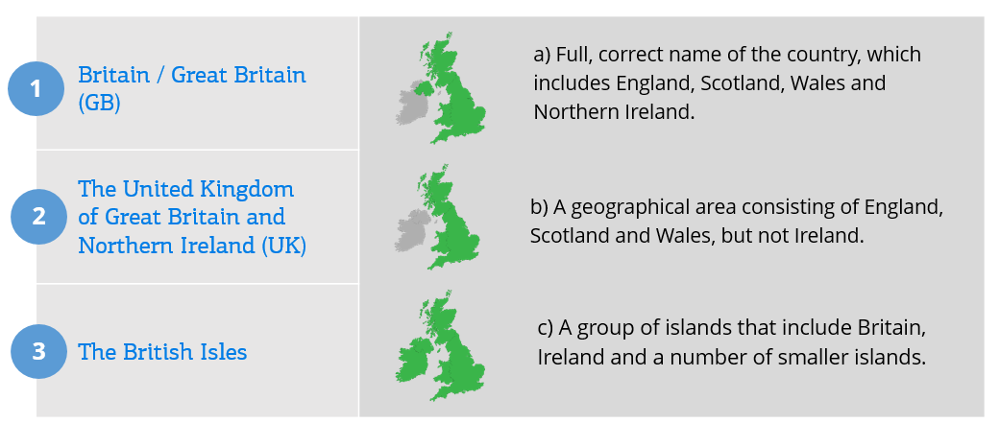 1
Britain / Great Britain
(GB)
a) Full, correct name of the country, which
includes England, Scotland, Wales and
Northern Ireland.
2
The United Kingdom
of Great Britain and
Northern Ireland (UK)
b) A geographical area consisting of England,
Scotland and Wales, but not Ireland.
3
The British Isles
c) A group of islands that include Britain,
Ireland and a number of smaller islands.